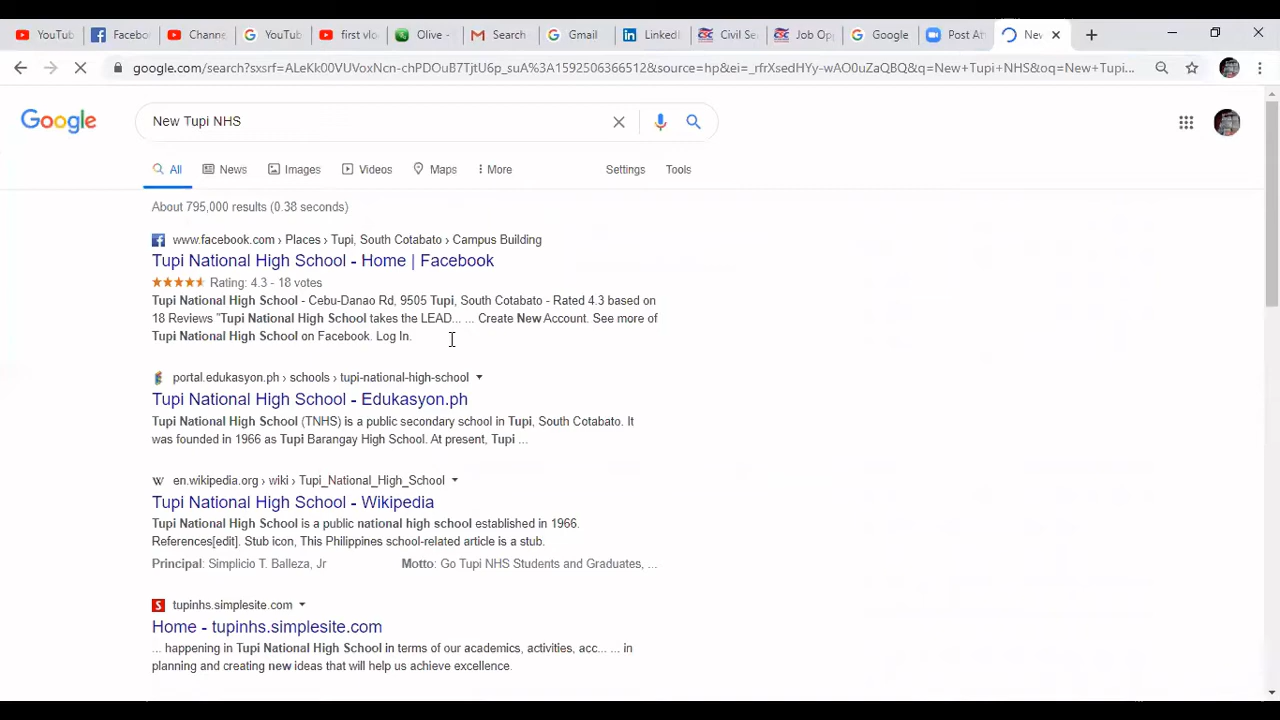 YouTub
Facebo
Channe
YouTu
first vlo
Olive -
Search
Gmail
LinkedI
Civil Se
Job Op
Google
Post At
New
google.com/search?sxsrf=ALeKk00VUVoxNcn-chPDOuB7TjtU6p_suA%3A1592506366512&source=hp&ei=_rfrXsedHYy-wAO0uZaQBQ&q=New+Tupi+NHS&oq=New+Tupi...
Google
New Tupi NHS
All
News
Images
Videos
Maps
More
Settings
Tools
About 795,000 results (0.38 seconds)
www.facebook.com › Places › Tupi, South Cotabato › Campus Building
Tupi National High School - Home | Facebook
Rating: 4.3 - 18 votes
Tupi National High School - Cebu-Danao Rd, 9505 Tupi, South Cotabato - Rated 4.3 based on
18 Reviews "Tupi National High School takes the LEAD... ... Create New Account. See more of
Tupi National High School on Facebook. Log In.
portal.edukasyon.ph › schools › tupi-national-high-school
Tupi National High School - Edukasyon.ph
Tupi National High School (TNHS) is a public secondary school in Tupi, South Cotabato. It
was founded in 1966 as Tupi Barangay High School. At present, Tupi ...
W en.wikipedia.org › wiki › Tupi_National_High_School
Tupi National High School - Wikipedia
Tupi National High School is a public national high school established in 1966.
References[edit]. Stub icon, This Philippines school-related article is a stub.
Principal: Simplicio T. Balleza, Jr
Motto: Go Tupi NHS Students and Graduates, ...
S tupinhs.simplesite.com
Home - tupinhs.simplesite.com
... happening in Tupi National High School in terms of our academics, activities, acc... ... in
planning and creating new ideas that will help us achieve excellence.